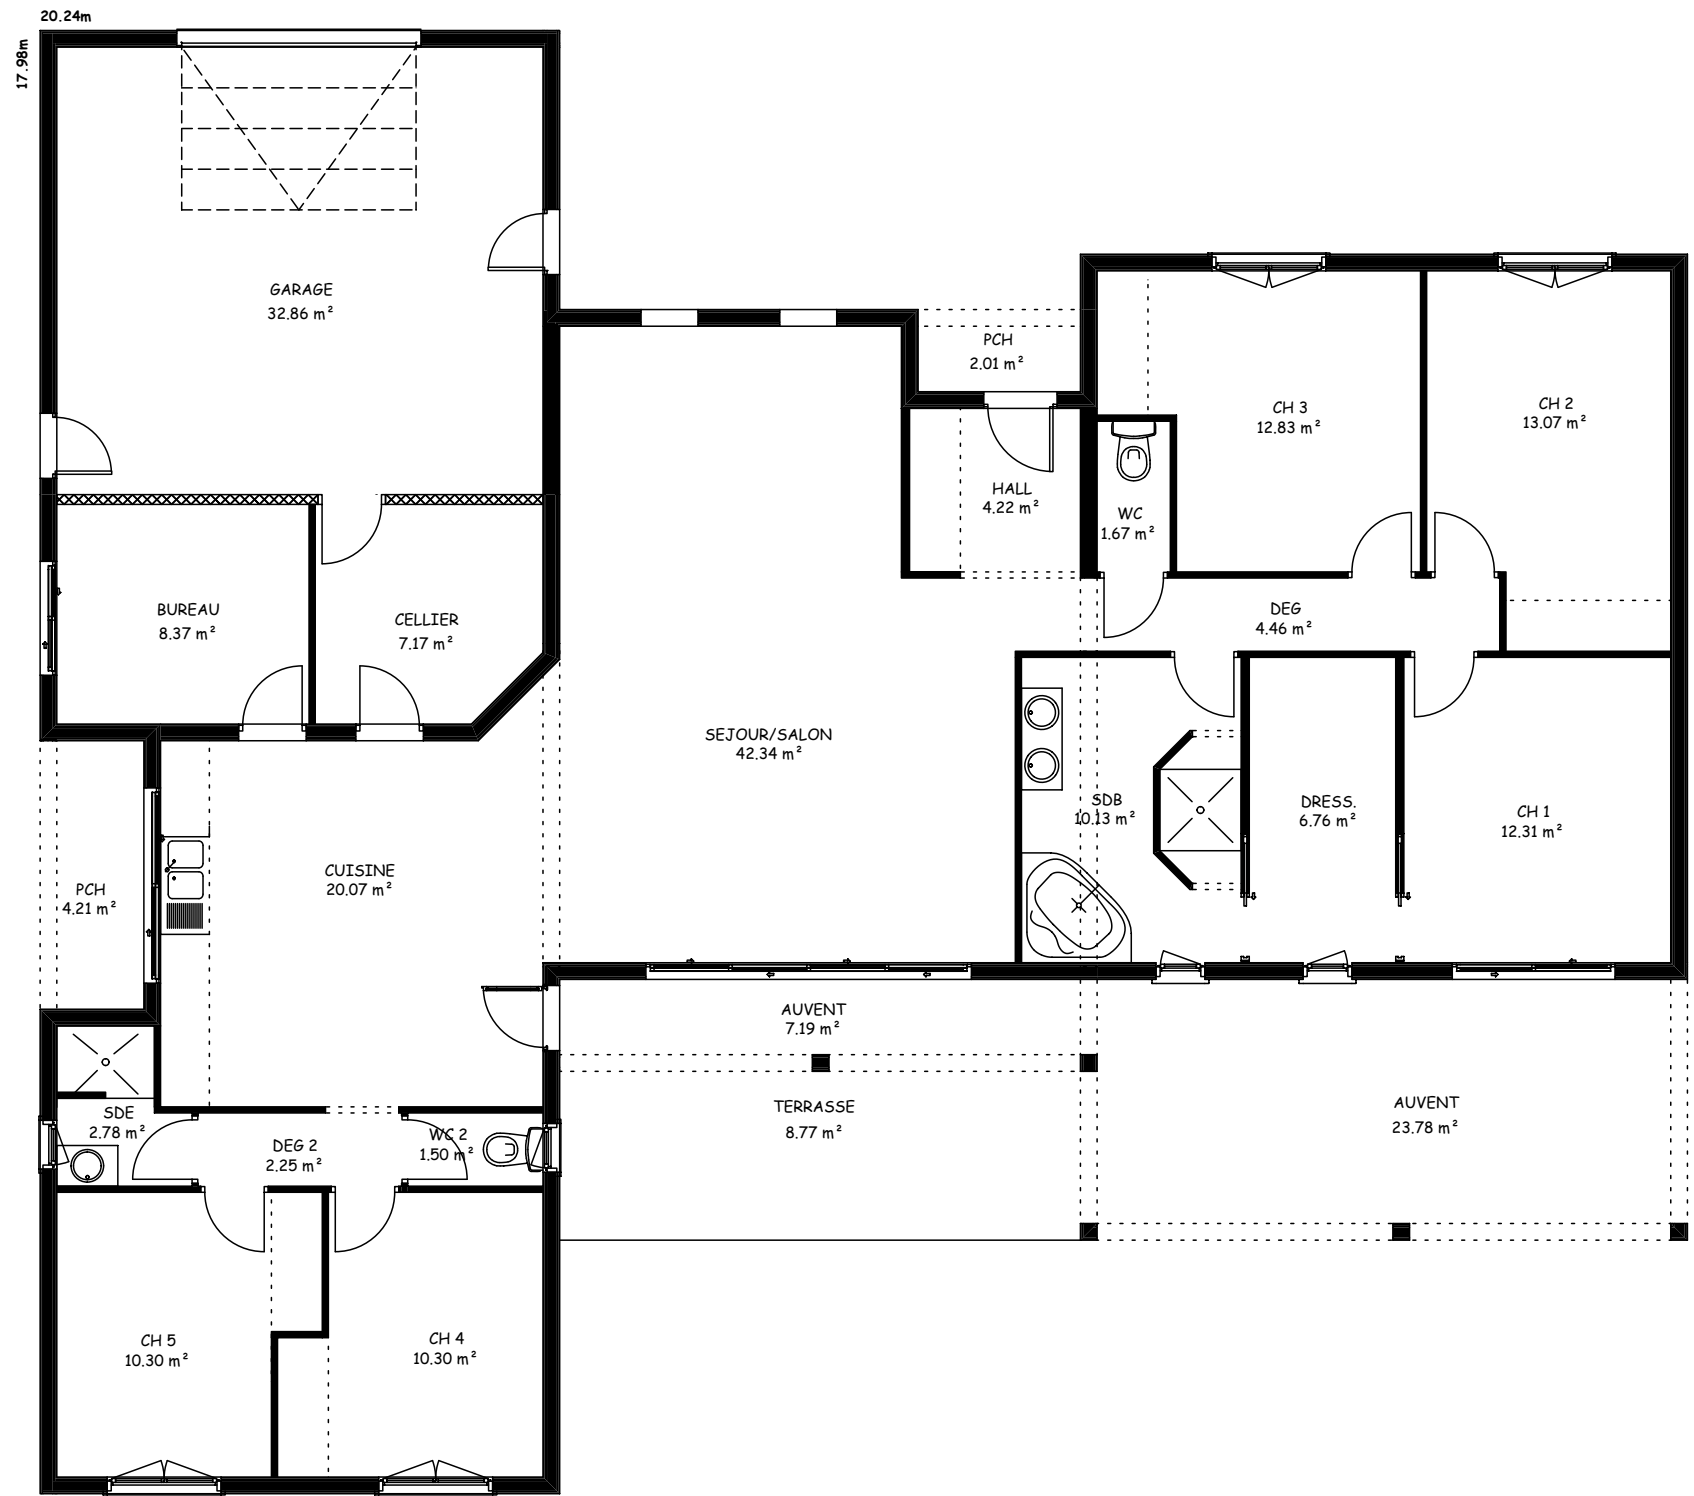 20.24m
17.98m
GARAGE
32.86 m²
PCH
2.01 m²
CH 3
12.83 m²
CH 2
13.07 m²
HALL
4.22 m²
WC
1.67 m²
BUREAU
8.37 m²
CELLIER
7.17 m²
DEG
4.46 m²
SEJOUR/SALON
42.34 m²
SDB
10.13 m²
DRESS.
6.76 m²
CH 1
12.31 m²
CUISINE
20.07 m²
PCH
4.21 m²
AUVENT
7.19 m²
TERRASSE
8.77 m²
AUVENT
23.78 m²
SDE
2.78 m²
DEG 2
2.25 m²
WC 2
1.50 m²
CH 5
10.30 m²
CH 4
10.30 m²